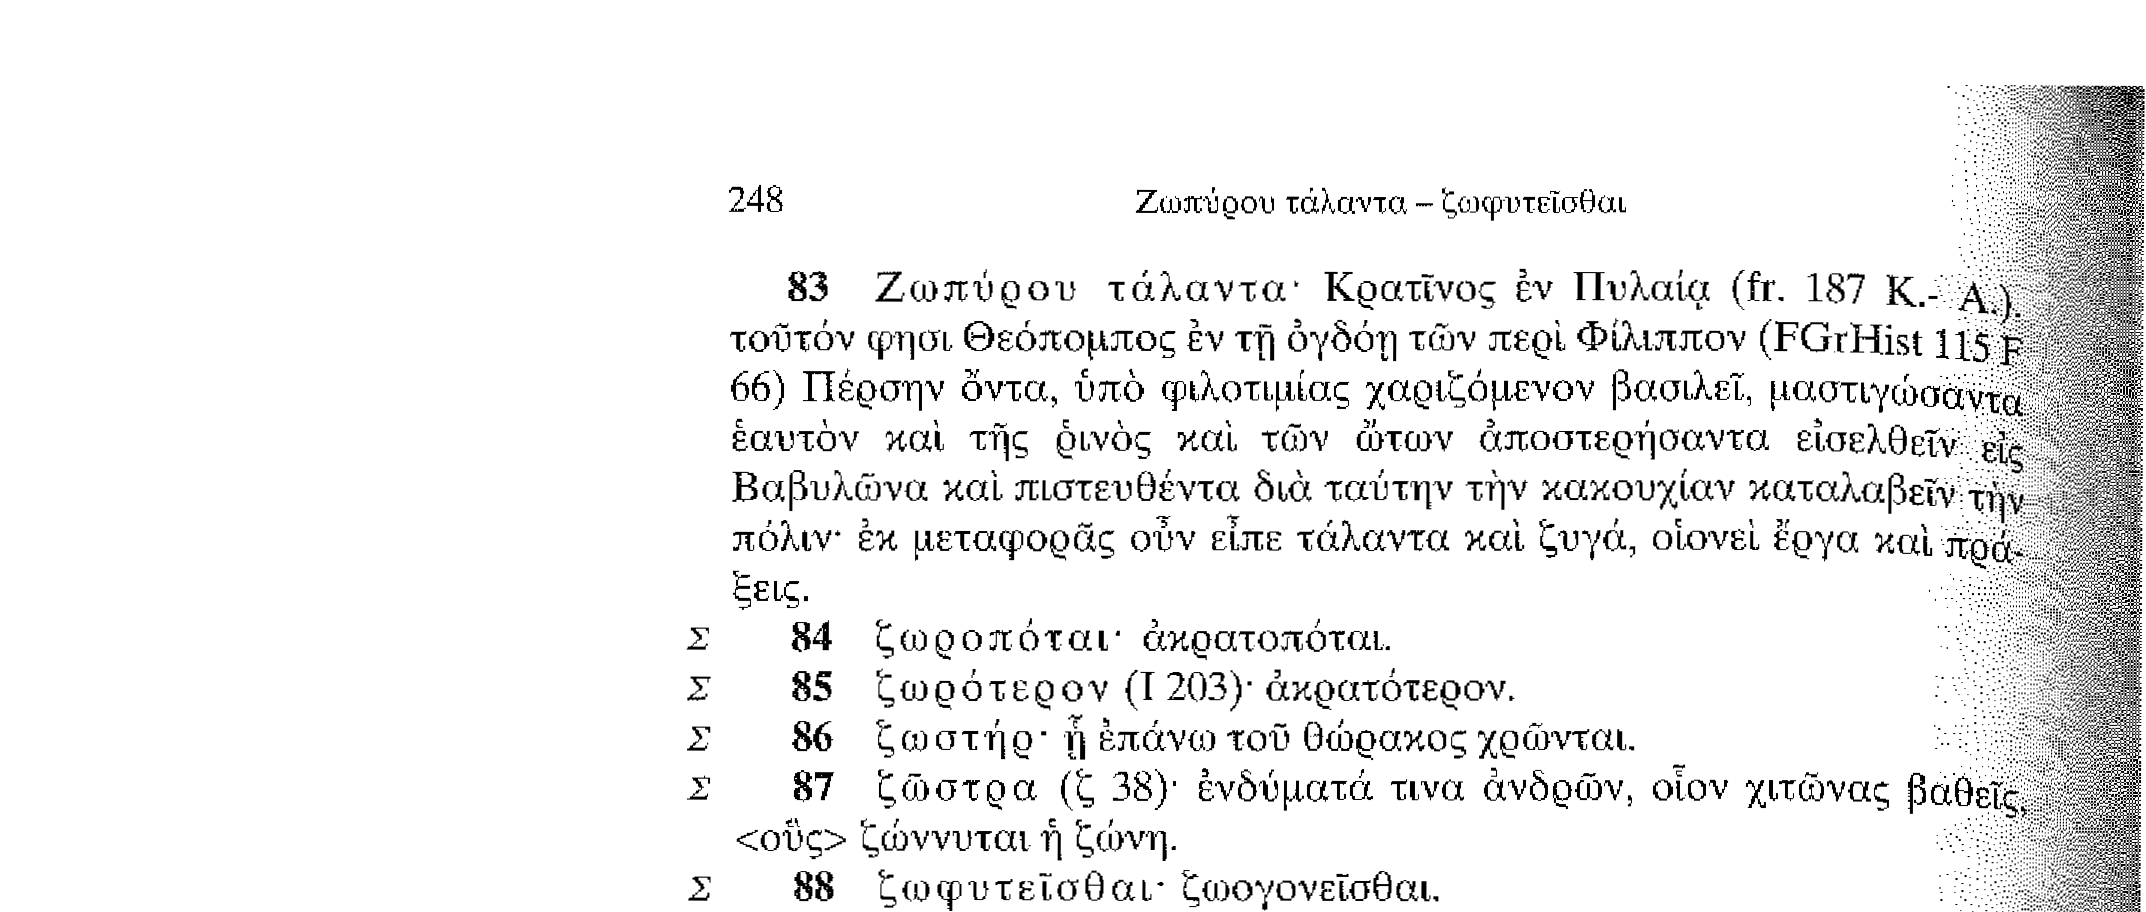 248 Ζωπύρου τάλαντα – ζωφυτεῖσθαι
83 Ζωπύρου τάλαντα· Κρατῖνος ἐν Πυλαίᾳ (fr. 187 K.- A.).
τοῦτόν φησι Θεόπομπος ἐν τῇ ὀγδόῃ τῶν περὶ Φίλιππον (FGrHist 115 F
66) Πέρσην ὄντα, ὑπὸ φιλοτιμίας χαριζόμενον βασιλεῖ, μαστιγώσαντα
ἑαυτὸν καὶ τῆς ῥινὸς καὶ τῶν ὤτων ἀποστερήσαντα εἰσελθεῖν εἰς
Βαβυλῶνα καὶ πιστευθέντα διὰ ταύτην τὴν κακουχίαν καταλαβεῖν τὴν
πόλιν· ἐκ μεταφορᾶς οὖν εἶπε τάλαντα καὶ ζυγά, οἱονεὶ ἔργα καὶ πρά-
ξεις.
Σ 84 ζωροπόται· ἀκρατοπόται.
Σ 85 ζωρότερον (Ι 203)· ἀκρατότερον.
Σ 86 ζωστήρ· ᾗ ἐπάνω τοῦ θώρακος χρῶνται.
Σ 87 ζῶστρα (ζ 38)· ἐνδύματά τινα ἀνδρῶν, οἷον χιτῶνας βαθεῖς,
<οὓς> ζώννυται ἡ ζώνη.
Σ 88 ζωφυτεῖσθαι· ζωογονεῖσθαι.